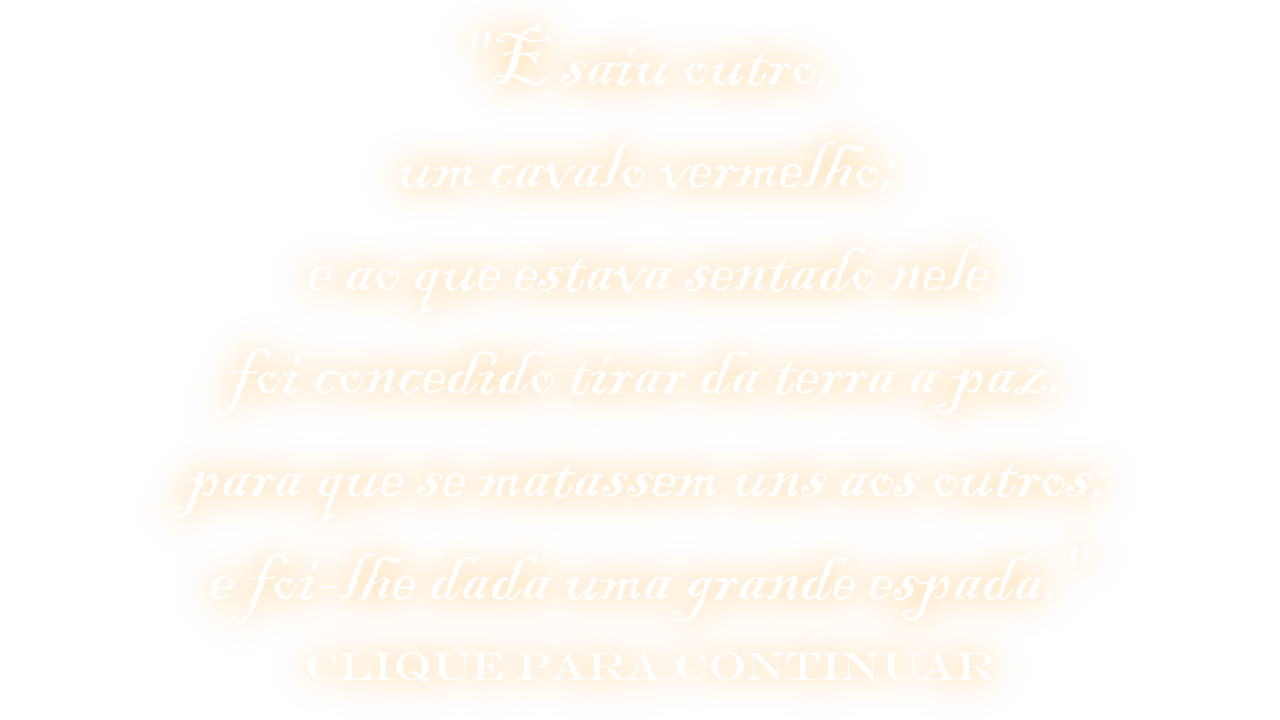 "E saiu outro,
um cavalo vermelho;
e ao que estava sentado nele
foi concedido tirar da terra a paz,
para que se matassem uns aos outros;
e foi-lhe dada uma grande espada."
CLIQUE PARA CONTINUAR